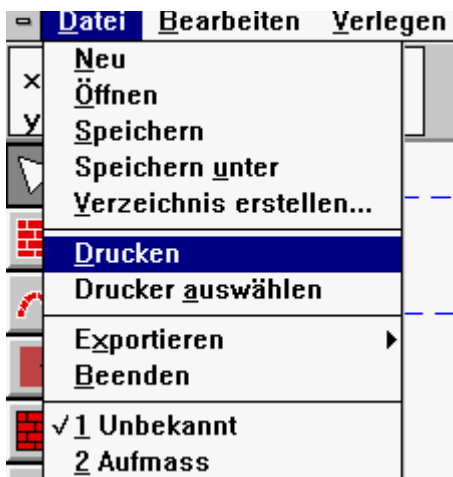 Datei Bearbeiten Verlegen
Neu
x
Öffnen
y
Speichern
Speichern unter
Verzeichnis erstellen...
Drucken
Drucker auswählen
Exportieren
Beenden
✓1 Unbekannt
2 Aufmass